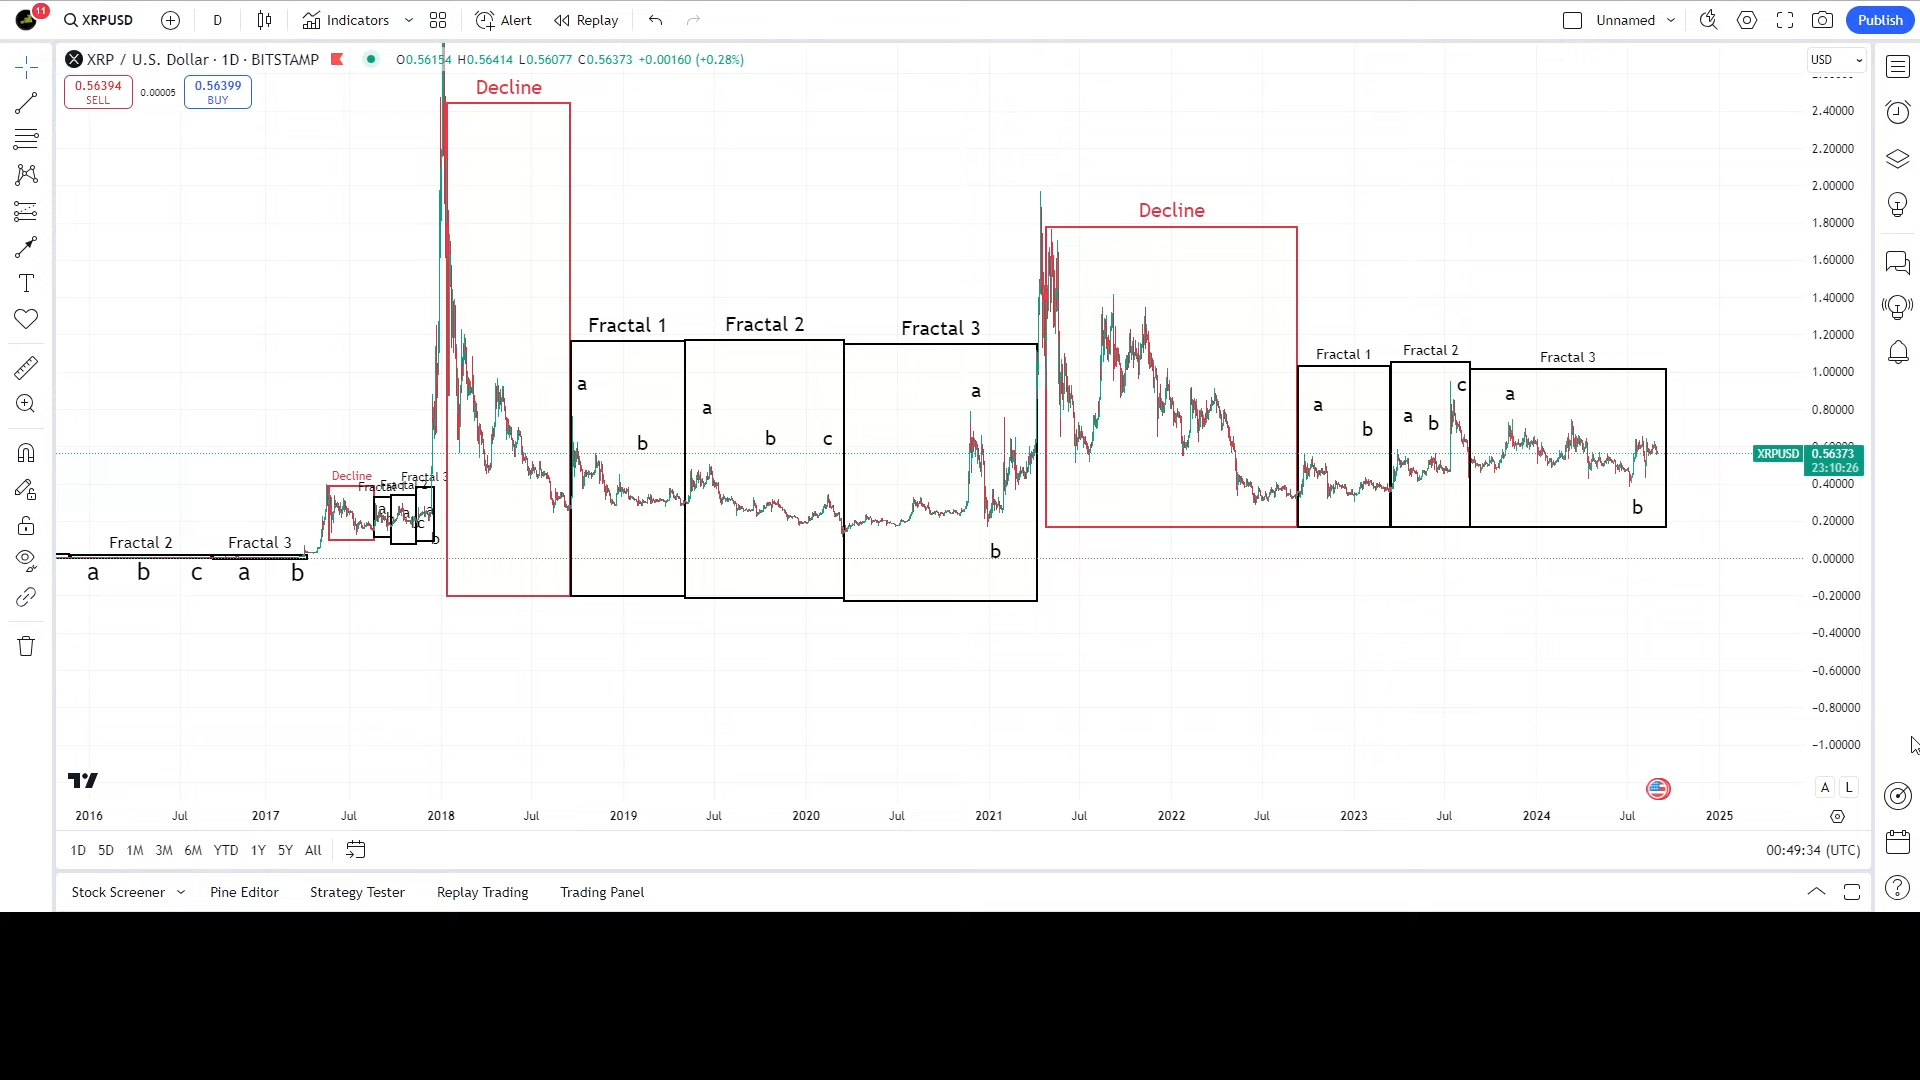 11
XRPUSD
D
Indicators
Alert
Replay
Unnamed
Publish
XRP / U.S. Dollar · 1D · BITSTAMP
O0.56154 H0.56414 L0.56077 C0.56373 +0.00160 (+0.28%)
USD
0.56394
SELL
0.00005
0.56399
BUY
Decline
2.40000
2.20000
2.00000
1.80000
1.60000
1.40000
1.20000
1.00000
0.80000
0.40000
0.20000
0.00000
−0.20000
−0.40000
−0.60000
−0.80000
−1.00000
XRPUSD
0.56373
23:10:26
Decline
Fractal 1
Fractal 2
Fractal 3
a
b
a
b
c
a
b
Fractal 1
Fractal 2
Fractal 3
a
b
a
b
c
a
b
Decline
Fractal 3
a
a
c
b
Fractal 2
Fractal 3
a b c a b
A
L
2016 Jul 2017 Jul 2018 Jul 2019 Jul 2020 Jul 2021 Jul 2022 Jul 2023 Jul 2024 Jul 2025
1D 5D 1M 3M 6M YTD 1Y 5Y All
00:49:34 (UTC)
Stock Screener
Pine Editor
Strategy Tester
Replay Trading
Trading Panel